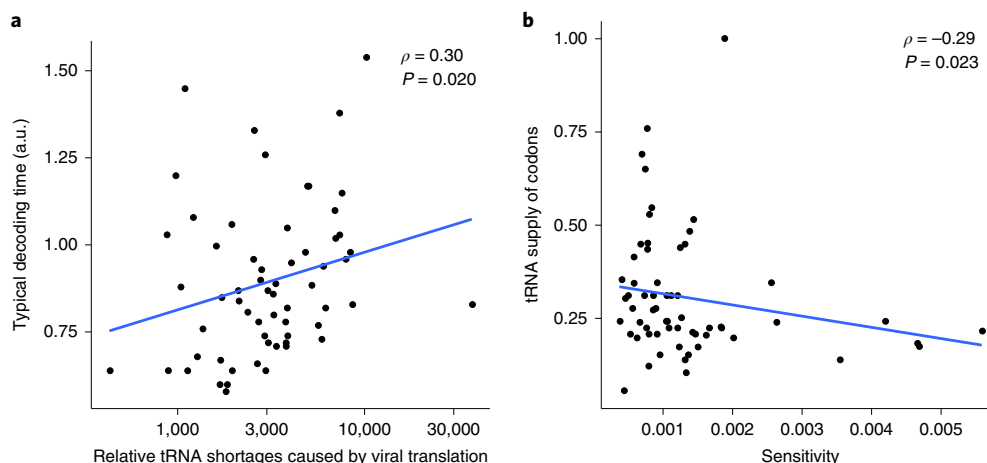 a
ρ = 0.30
P = 0.020
1.50
1.25
1.00
0.75
Typical decoding time (a.u.)
1,000 3,000 10,000 30,000
Relative tRNA shortages caused by viral translation
b
ρ = –0.29
P = 0.023
1.00
0.75
0.50
0.25
tRNA supply of codons
0.001 0.002 0.003 0.004 0.005
Sensitivity